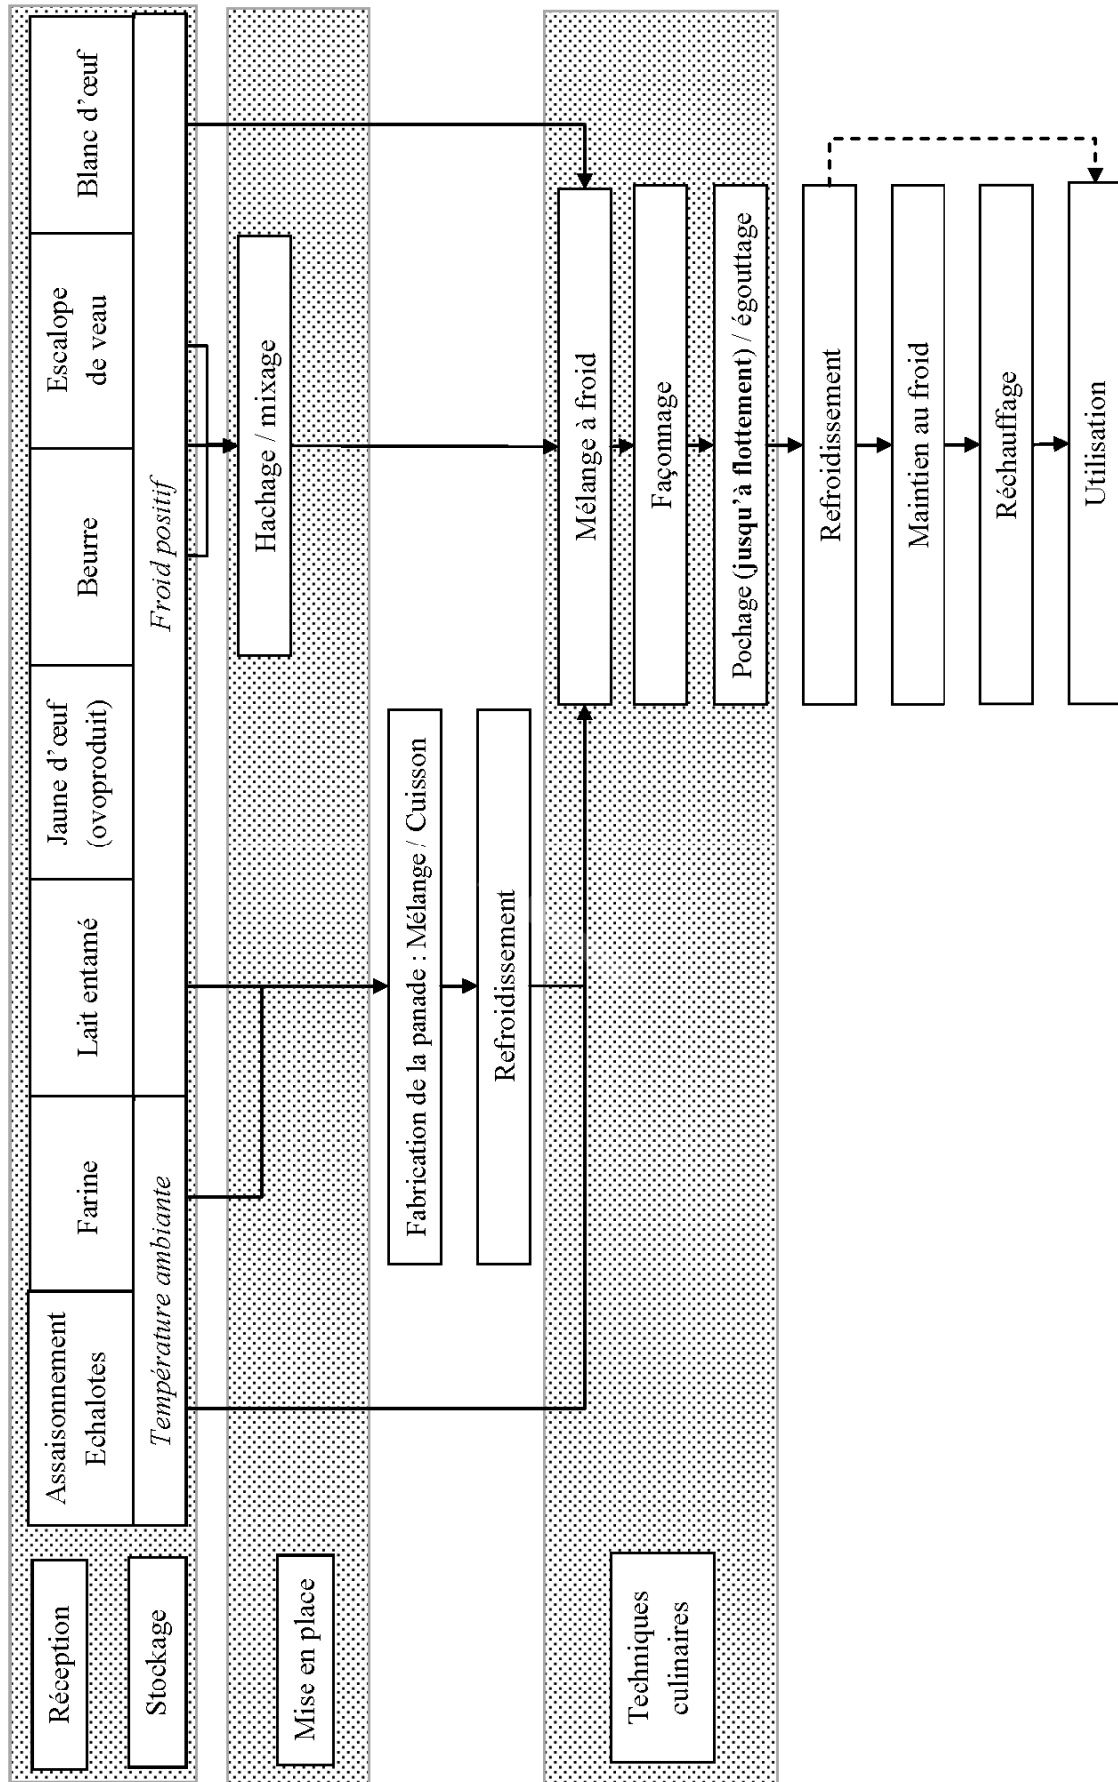 Réception
Assaisonnement
Echalotes
Farine
Lait entamé
Jaune d'œuf
(ovoproduit)
Beurre
Escalope
de veau
Blanc d'œuf
Stockage
Température ambiante
Froid positif
Mise en place
Hachage / mixage
Fabrication de la panade : Mélange / Cuisson
Refroidissement
Techniques
culinaires
Mélange à froid
Façonnage
Pochage (jusqu'à flottement) / égouttage
Refroidissement
Maintien au froid
Réchauffage
Utilisation